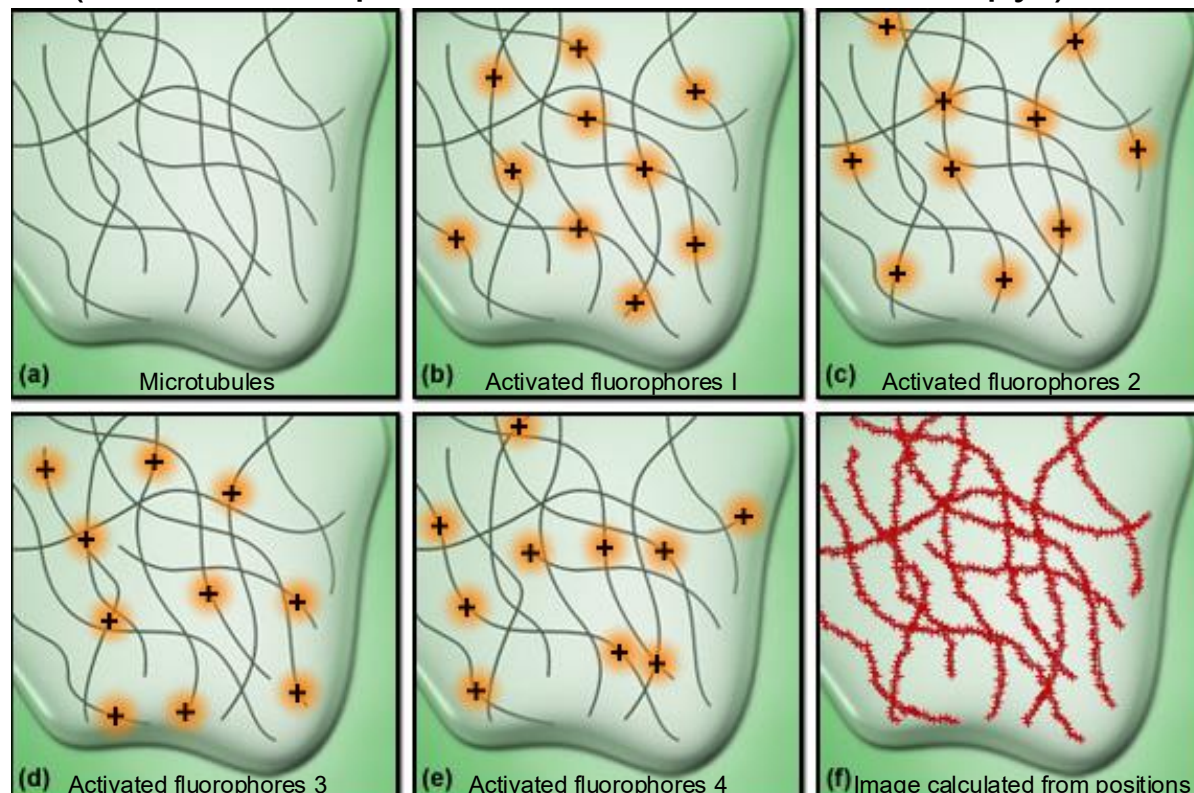 (a) Microtubules
(b) Activated fluorophores I
(c) Activated fluorophores 2
(d) Activated fluorophores 3
(e) Activated fluorophores 4
(f) Image calculated from positions